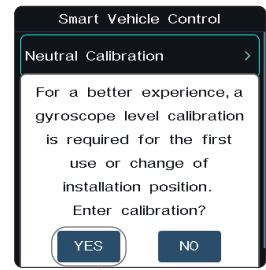 Smart Vehicle Control
Neutral Calibration >
For a better experience, a
gyroscope level calibration
is required for the first
use or change of
installation position.
Enter calibration?
YES NO